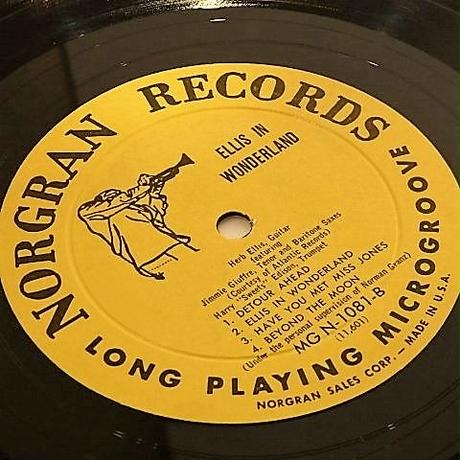 NORGRAN RECORDS
ELLIS IN
WONDERLAND
Herb Ellis, Guitar
featuring
Jimmie Giuffre, Tenor and Baritone Saxes
(Courtesy of Atlantic Records)
Harry "Sweets" Edison, Trumpet
1. DETOUR AHEAD
2. ELLIS IN WONDERLAND
3. HAVE YOU MET MISS JONES
4. BEYOND THE MOON
(Under the personal supervision of Norman Granz)
MG N-1081-B
(11,601)
LONG PLAYING MICROGROOVE
NORGRAN SALES CORP. — MADE IN U.S.A.